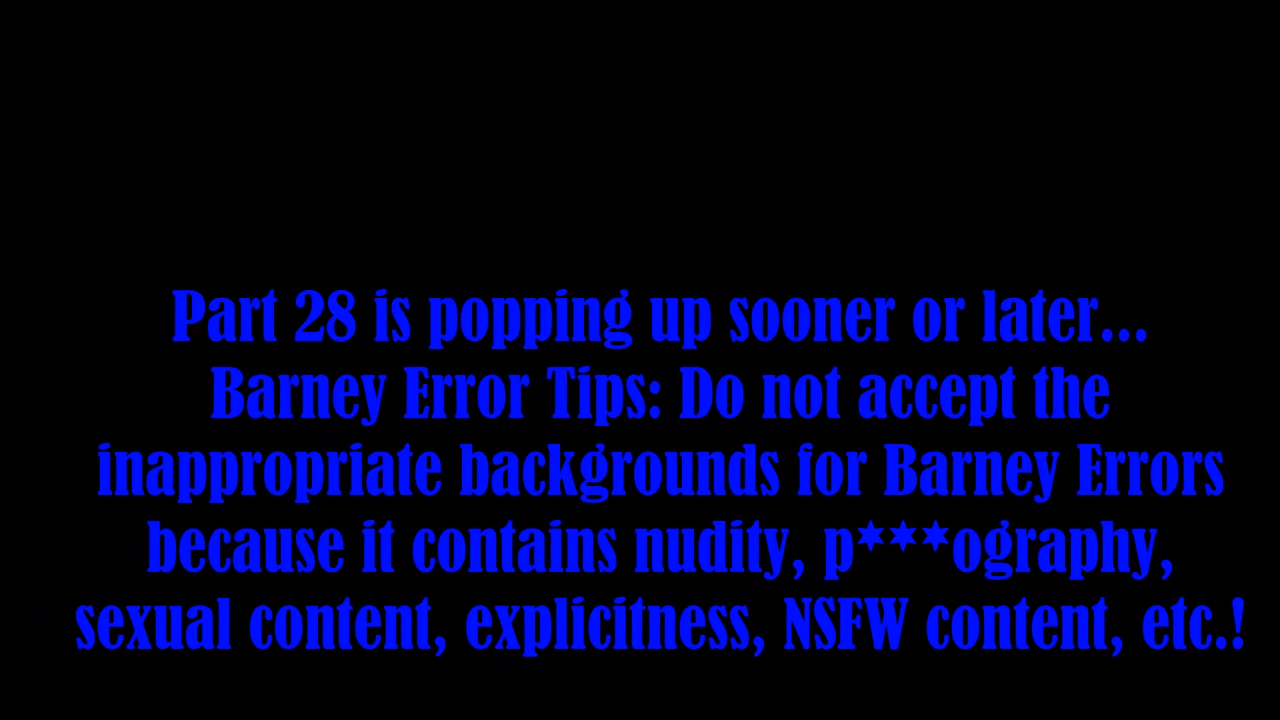 Part 28 is popping up sooner or later...
Barney Error Tips: Do not accept the
inappropriate backgrounds for Barney Errors
because it contains nudity, p***ography,
sexual content, explicitness, NSFW content, etc.!